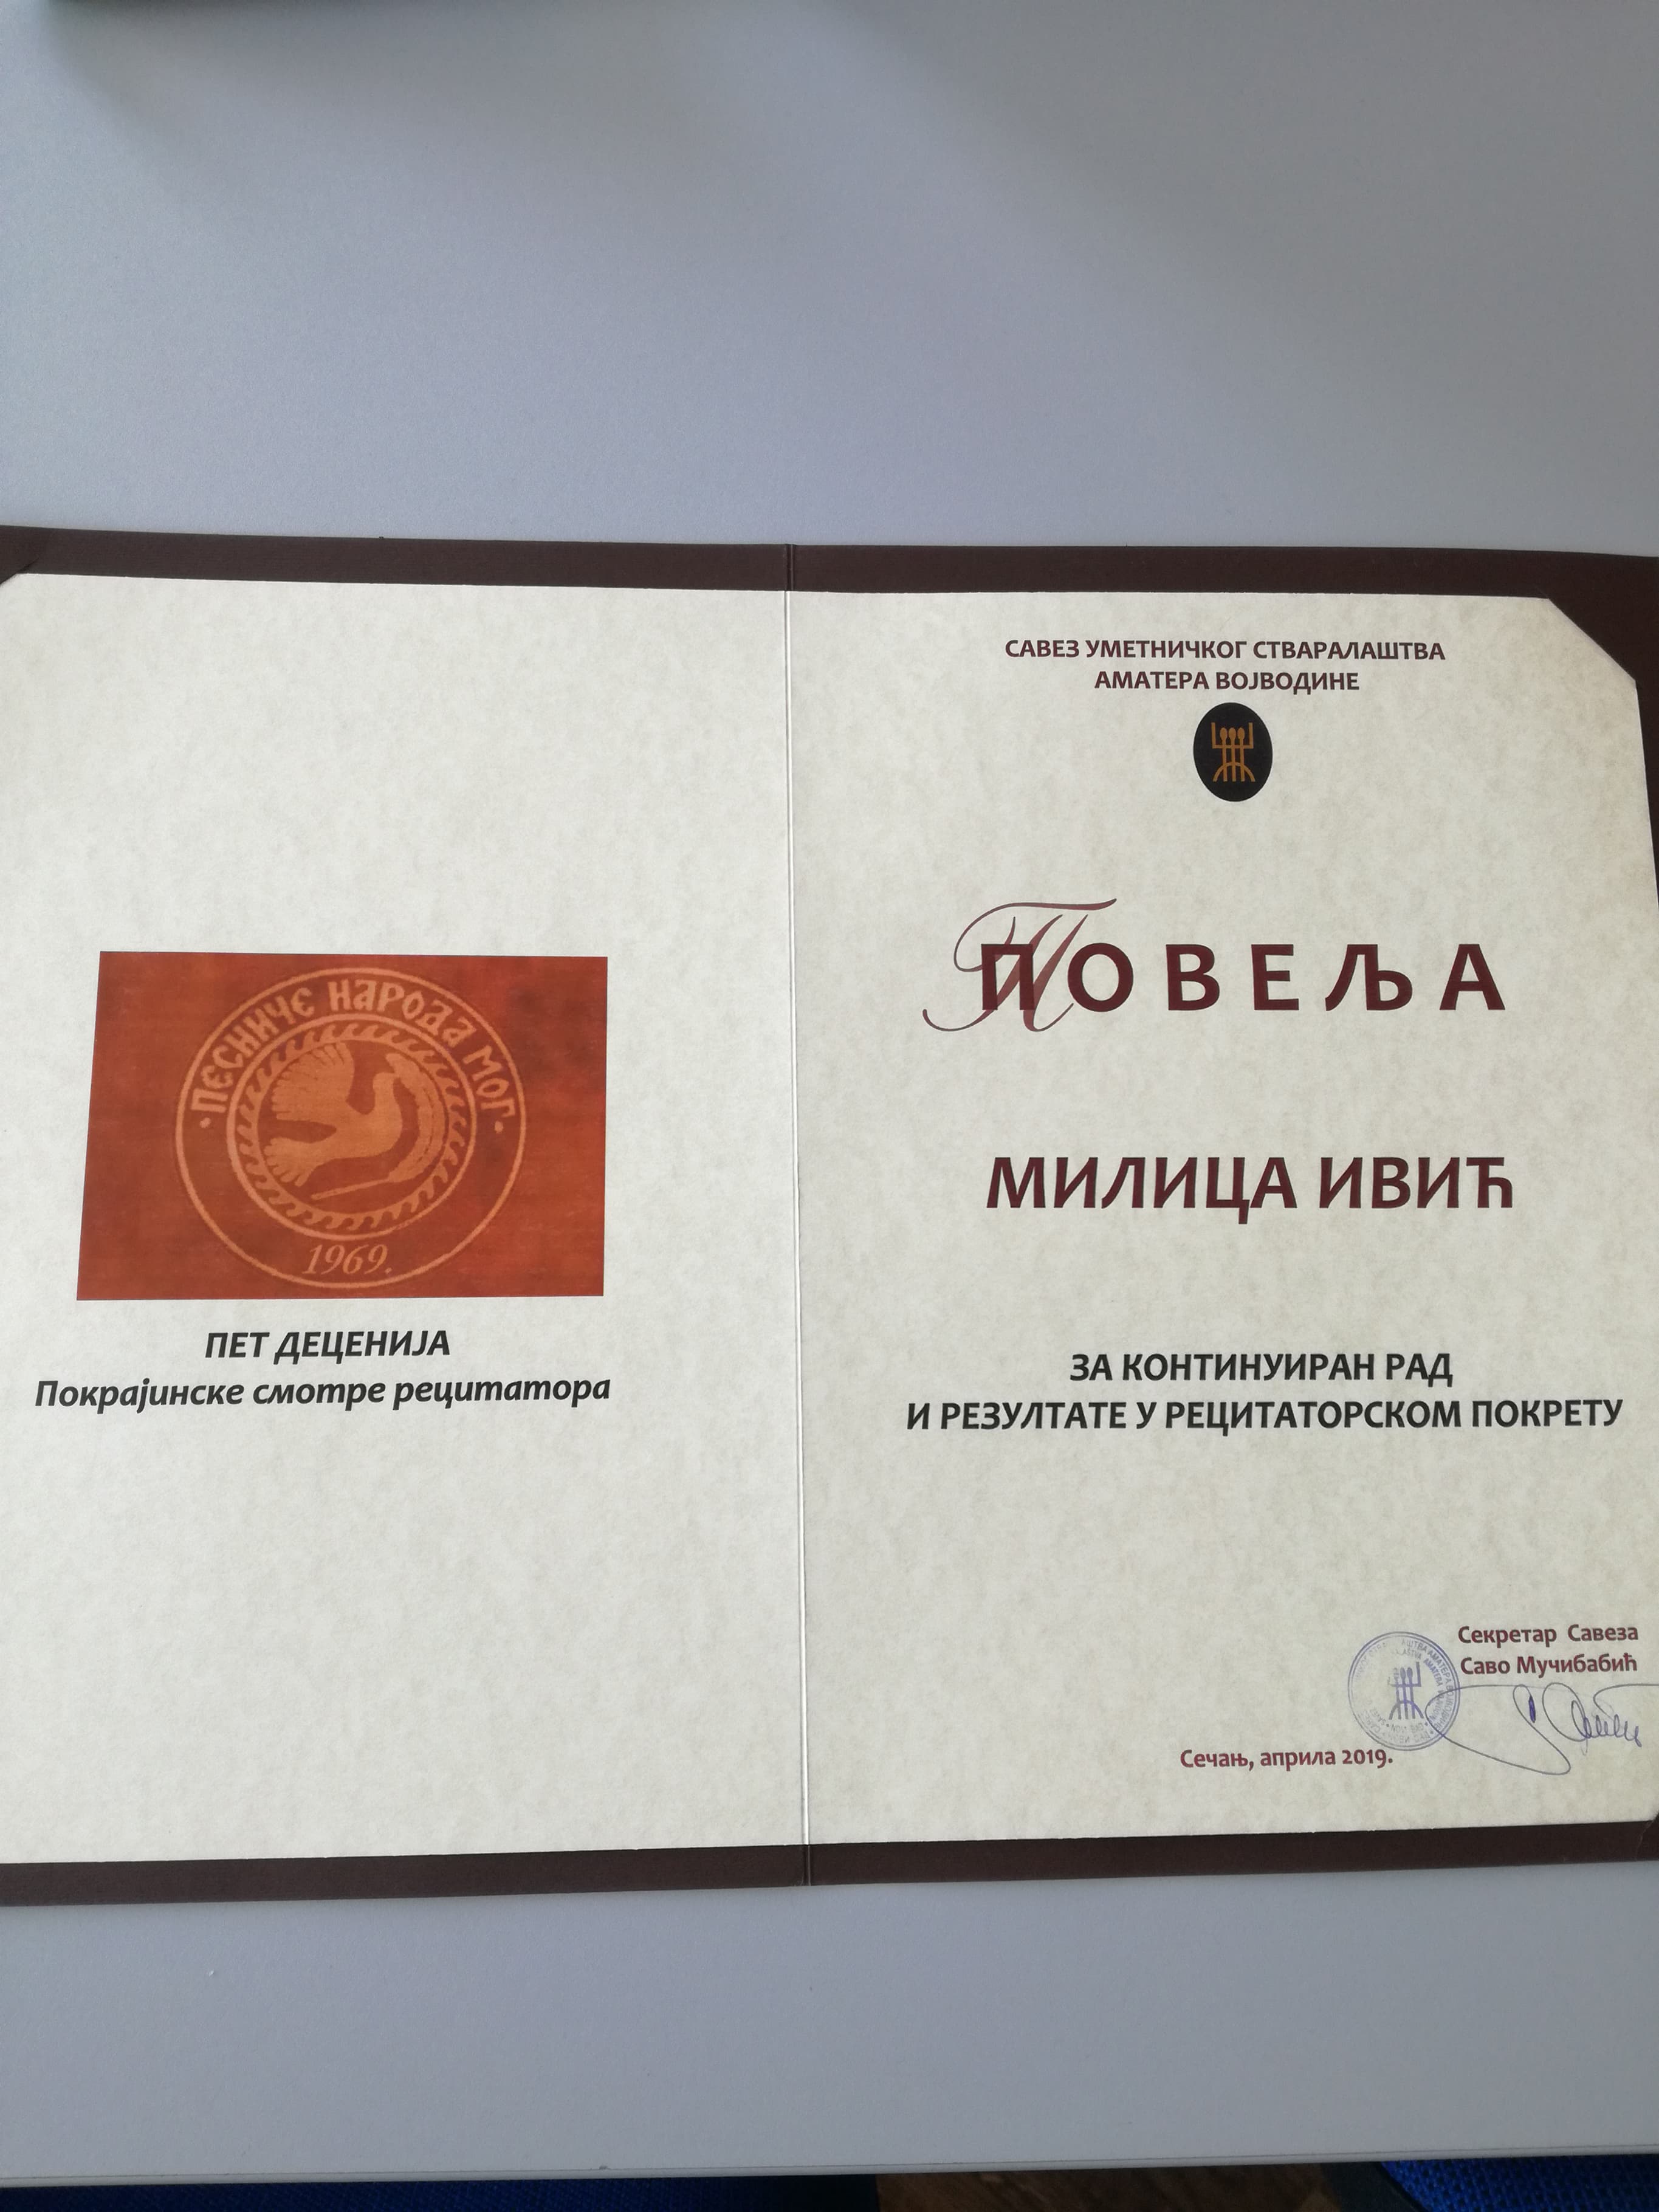 ПЕСНИЧЕ НАРОДА МОГ
1969.
ПЕТ ДЕЦЕНИЈА
Покрајинске смотре рецитатора
САВЕЗ УМЕТНИЧКОГ СТВАРАЛАШТВА
АМАТЕРА ВОЈВОДИНЕ
ПОВЕЉА
МИЛИЦА ИВИЋ
ЗА КОНТИНУИРАН РАД
И РЕЗУЛТАТЕ У РЕЦИТАТОРСКОМ ПОКРЕТУ
Секретар Савеза
Саво Мучибабић
Сечањ, априла 2019.